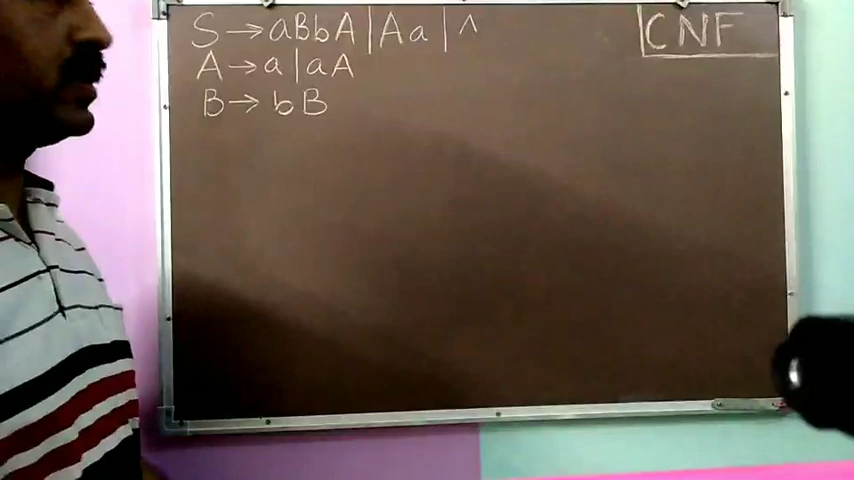 S → aBbA | Aa | ^
A → a | aA
B → bB
CNF